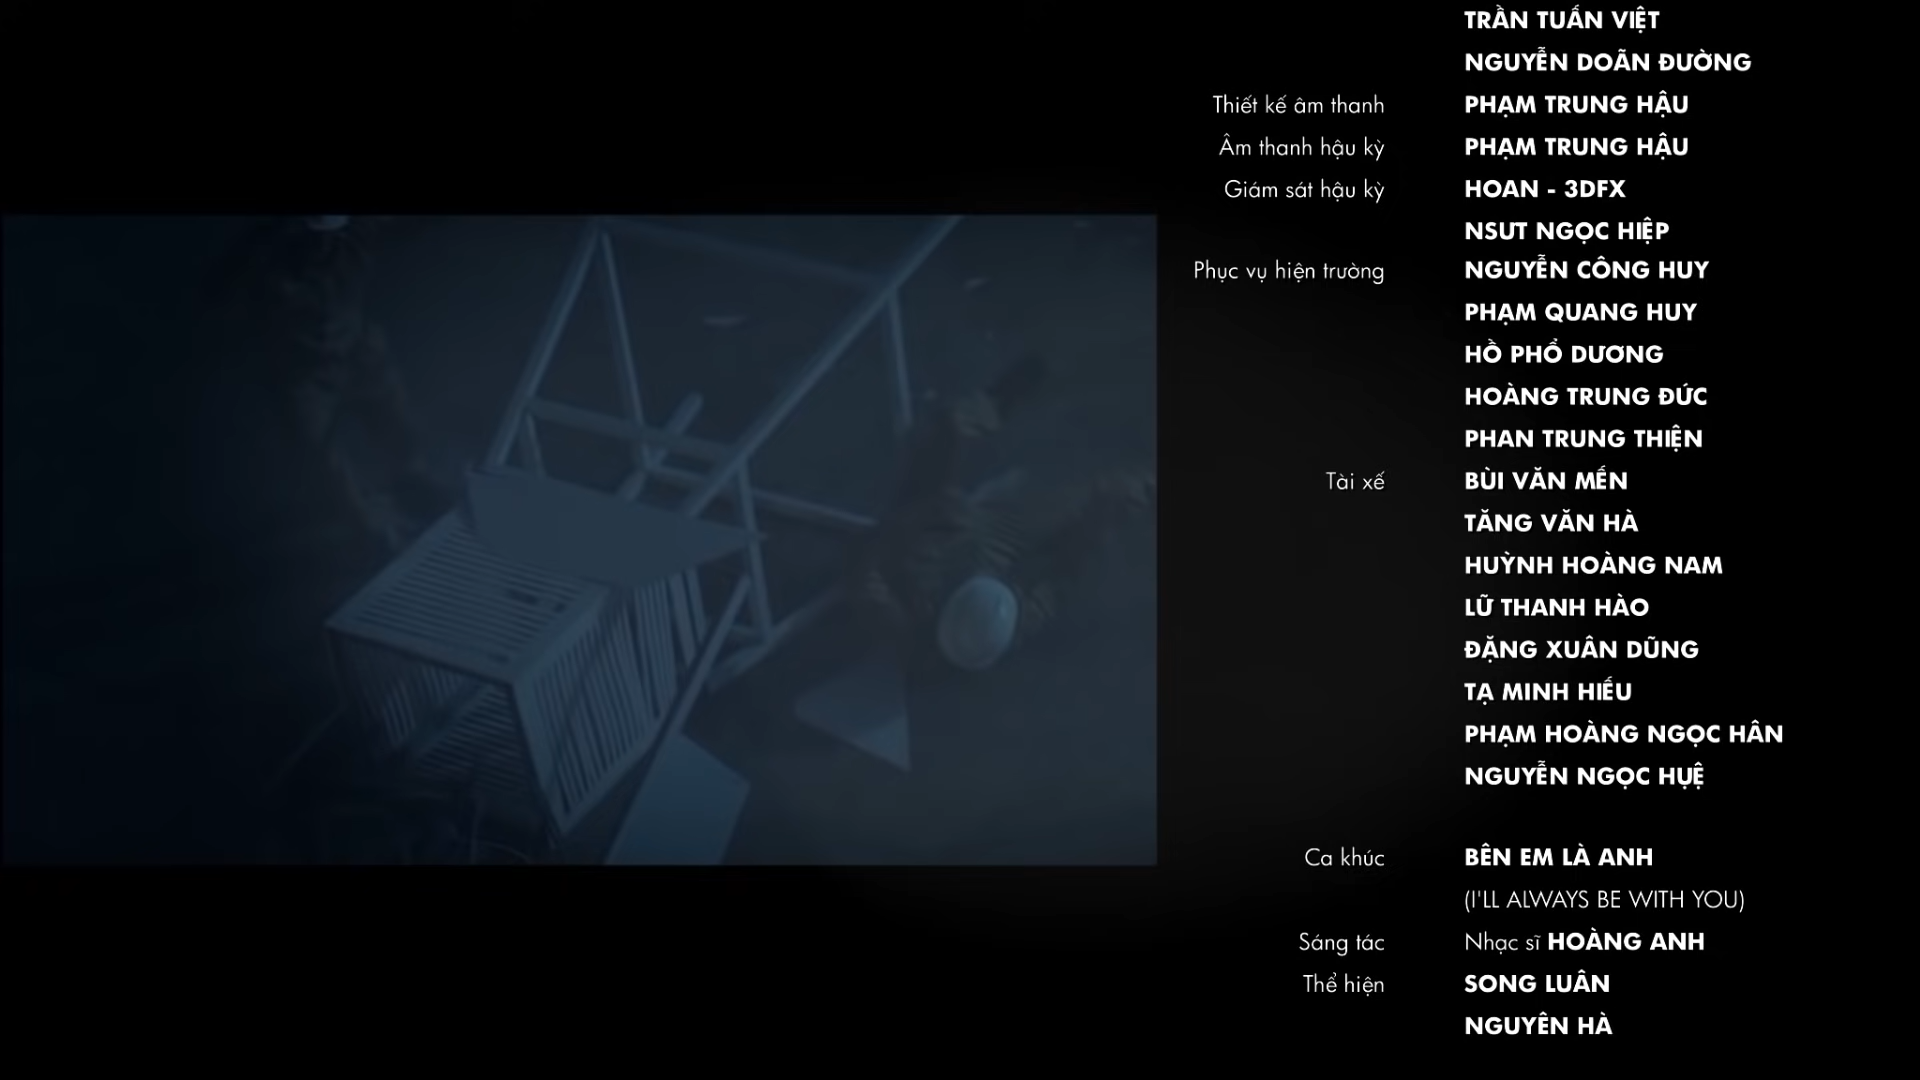 TRẦN TUẤN VIỆT
NGUYỄN DOÃN ĐƯỜNG
Thiết kế âm thanh PHẠM TRUNG HẬU
Âm thanh hậu kỳ PHẠM TRUNG HẬU
Giám sát hậu kỳ HOAN - 3DFX
NSƯT NGỌC HIỆP
Phục vụ hiện trường NGUYỄN CÔNG HUY
PHẠM QUANG HUY
HỒ PHỔ DƯƠNG
HOÀNG TRUNG ĐỨC
PHAN TRUNG THIỆN
Tài xế BÙI VĂN MẾN
TĂNG VĂN HÀ
HUỲNH HOÀNG NAM
LỮ THANH HÀO
ĐẶNG XUÂN DŨNG
TẠ MINH HIẾU
PHẠM HOÀNG NGỌC HÂN
NGUYỄN NGỌC HUỆ
Ca khúc BÊN EM LÀ ANH
(I'LL ALWAYS BE WITH YOU)
Sáng tác Nhạc sĩ HOÀNG ANH
Thể hiện SONG LUÂN
NGUYÊN HÀ